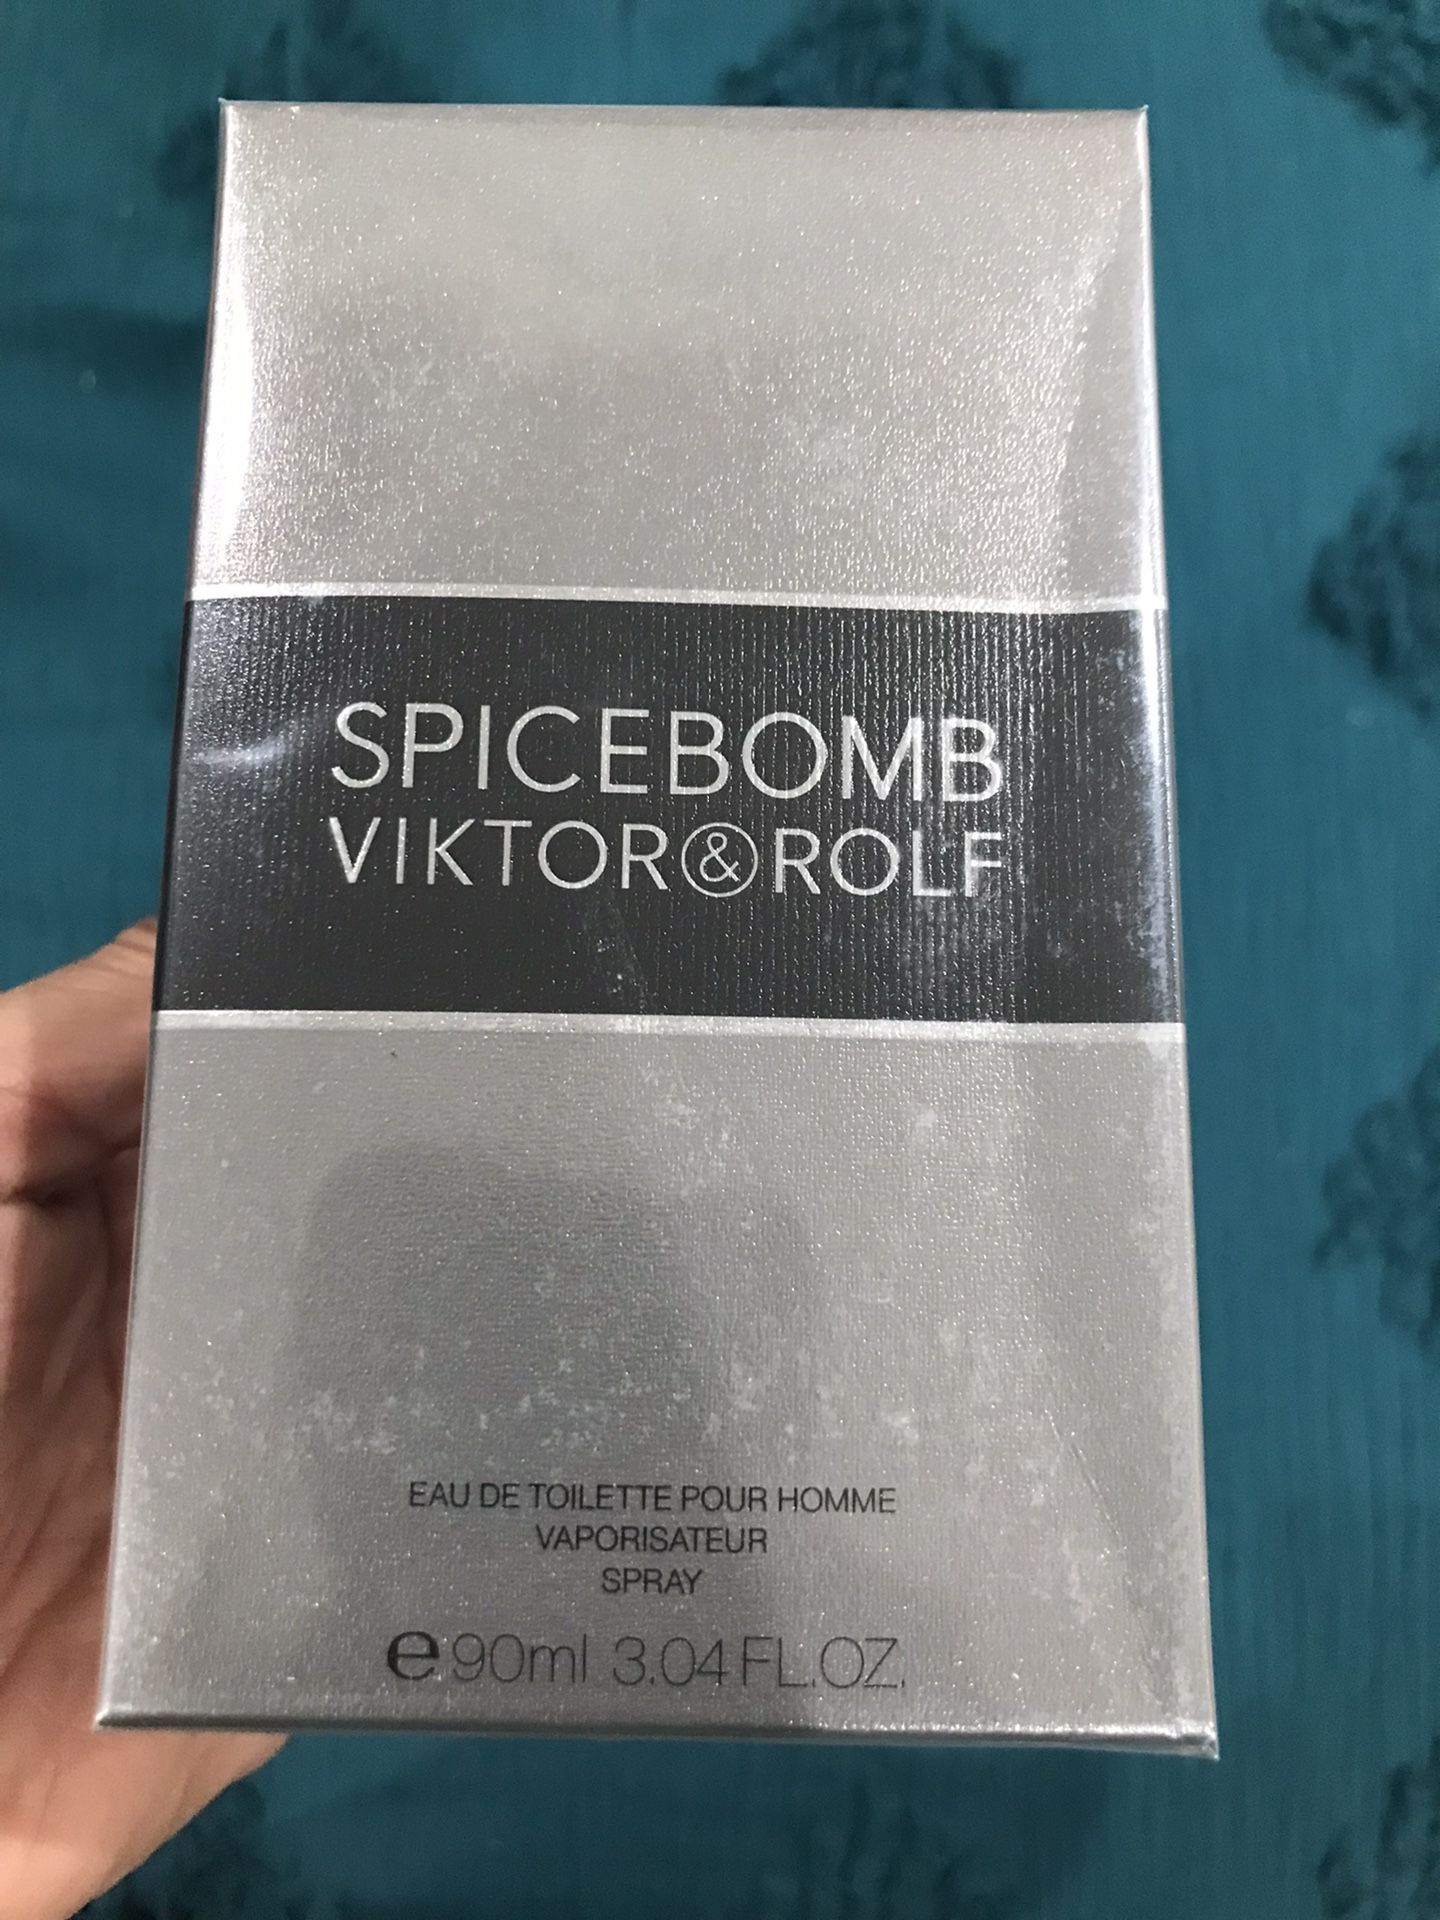 SPICEBOMB
VIKTOR&ROLF
EAU DE TOILETTE POUR HOMME
VAPORISATEUR
SPRAY
e 90ml 3.04 FL.OZ.